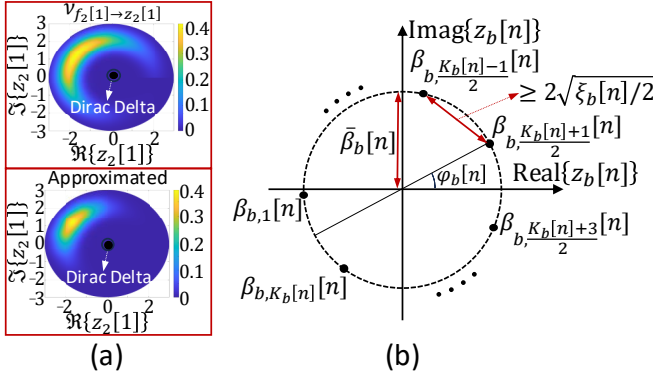 ν_{f_2[1]→z_2[1]}
ℑ{z_2[1]}
3
2
1
0
-1
-2
-3
Dirac Delta
-2 0 2
ℜ{z_2[1]}
0.4
0.3
0.2
0.1
0
Approximated
ℑ{z_2[1]}
3
2
1
0
-1
-2
-3
Dirac Delta
-2 0 2
ℜ{z_2[1]}
0.4
0.3
0.2
0.1
0
(a)
Imag{z_b[n]}
β_{b,\frac{K_b[n]-1}{2}}[n]
≥ 2√{ξ_b[n]/2}
β_{b,\frac{K_b[n]+1}{2}}[n]
β̄_b[n]
φ_b[n]
Real{z_b[n]}
β_{b,1}[n]
β_{b,\frac{K_b[n]+3}{2}}[n]
β_{b,K_b[n]}[n]
(b)